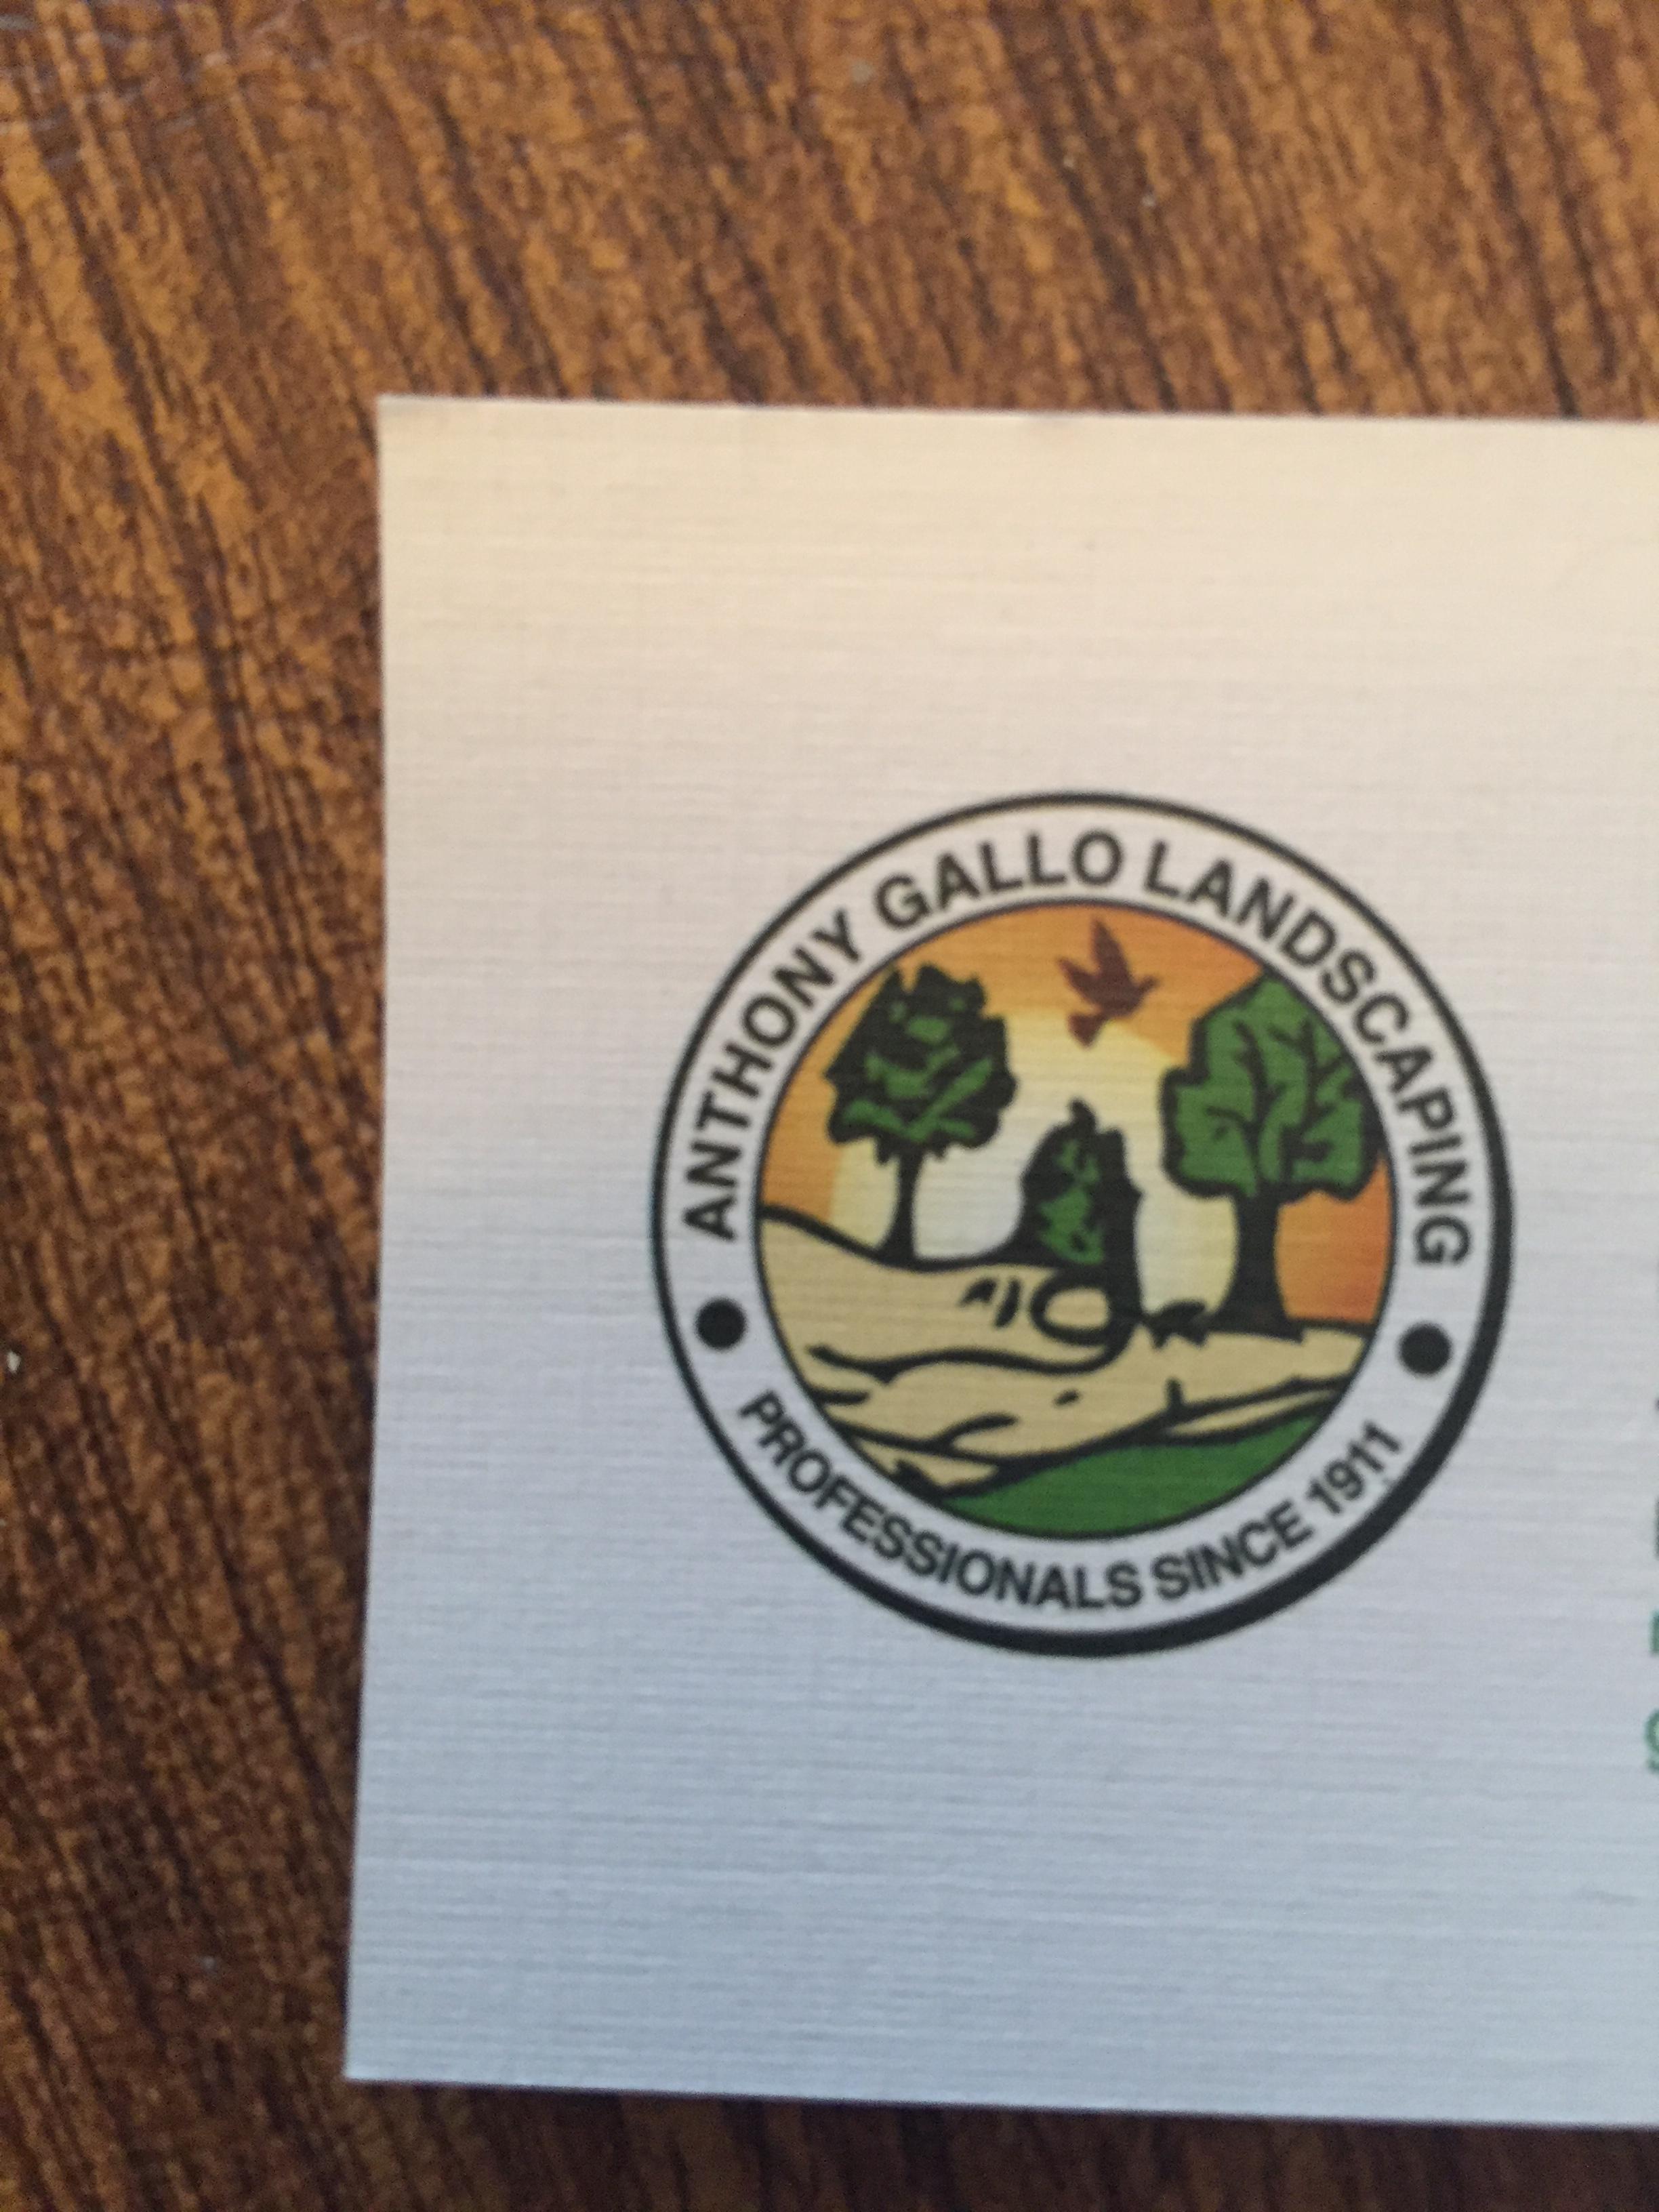 ANTHONY GALLO LANDSCAPING
PROFESSIONALS SINCE 1911